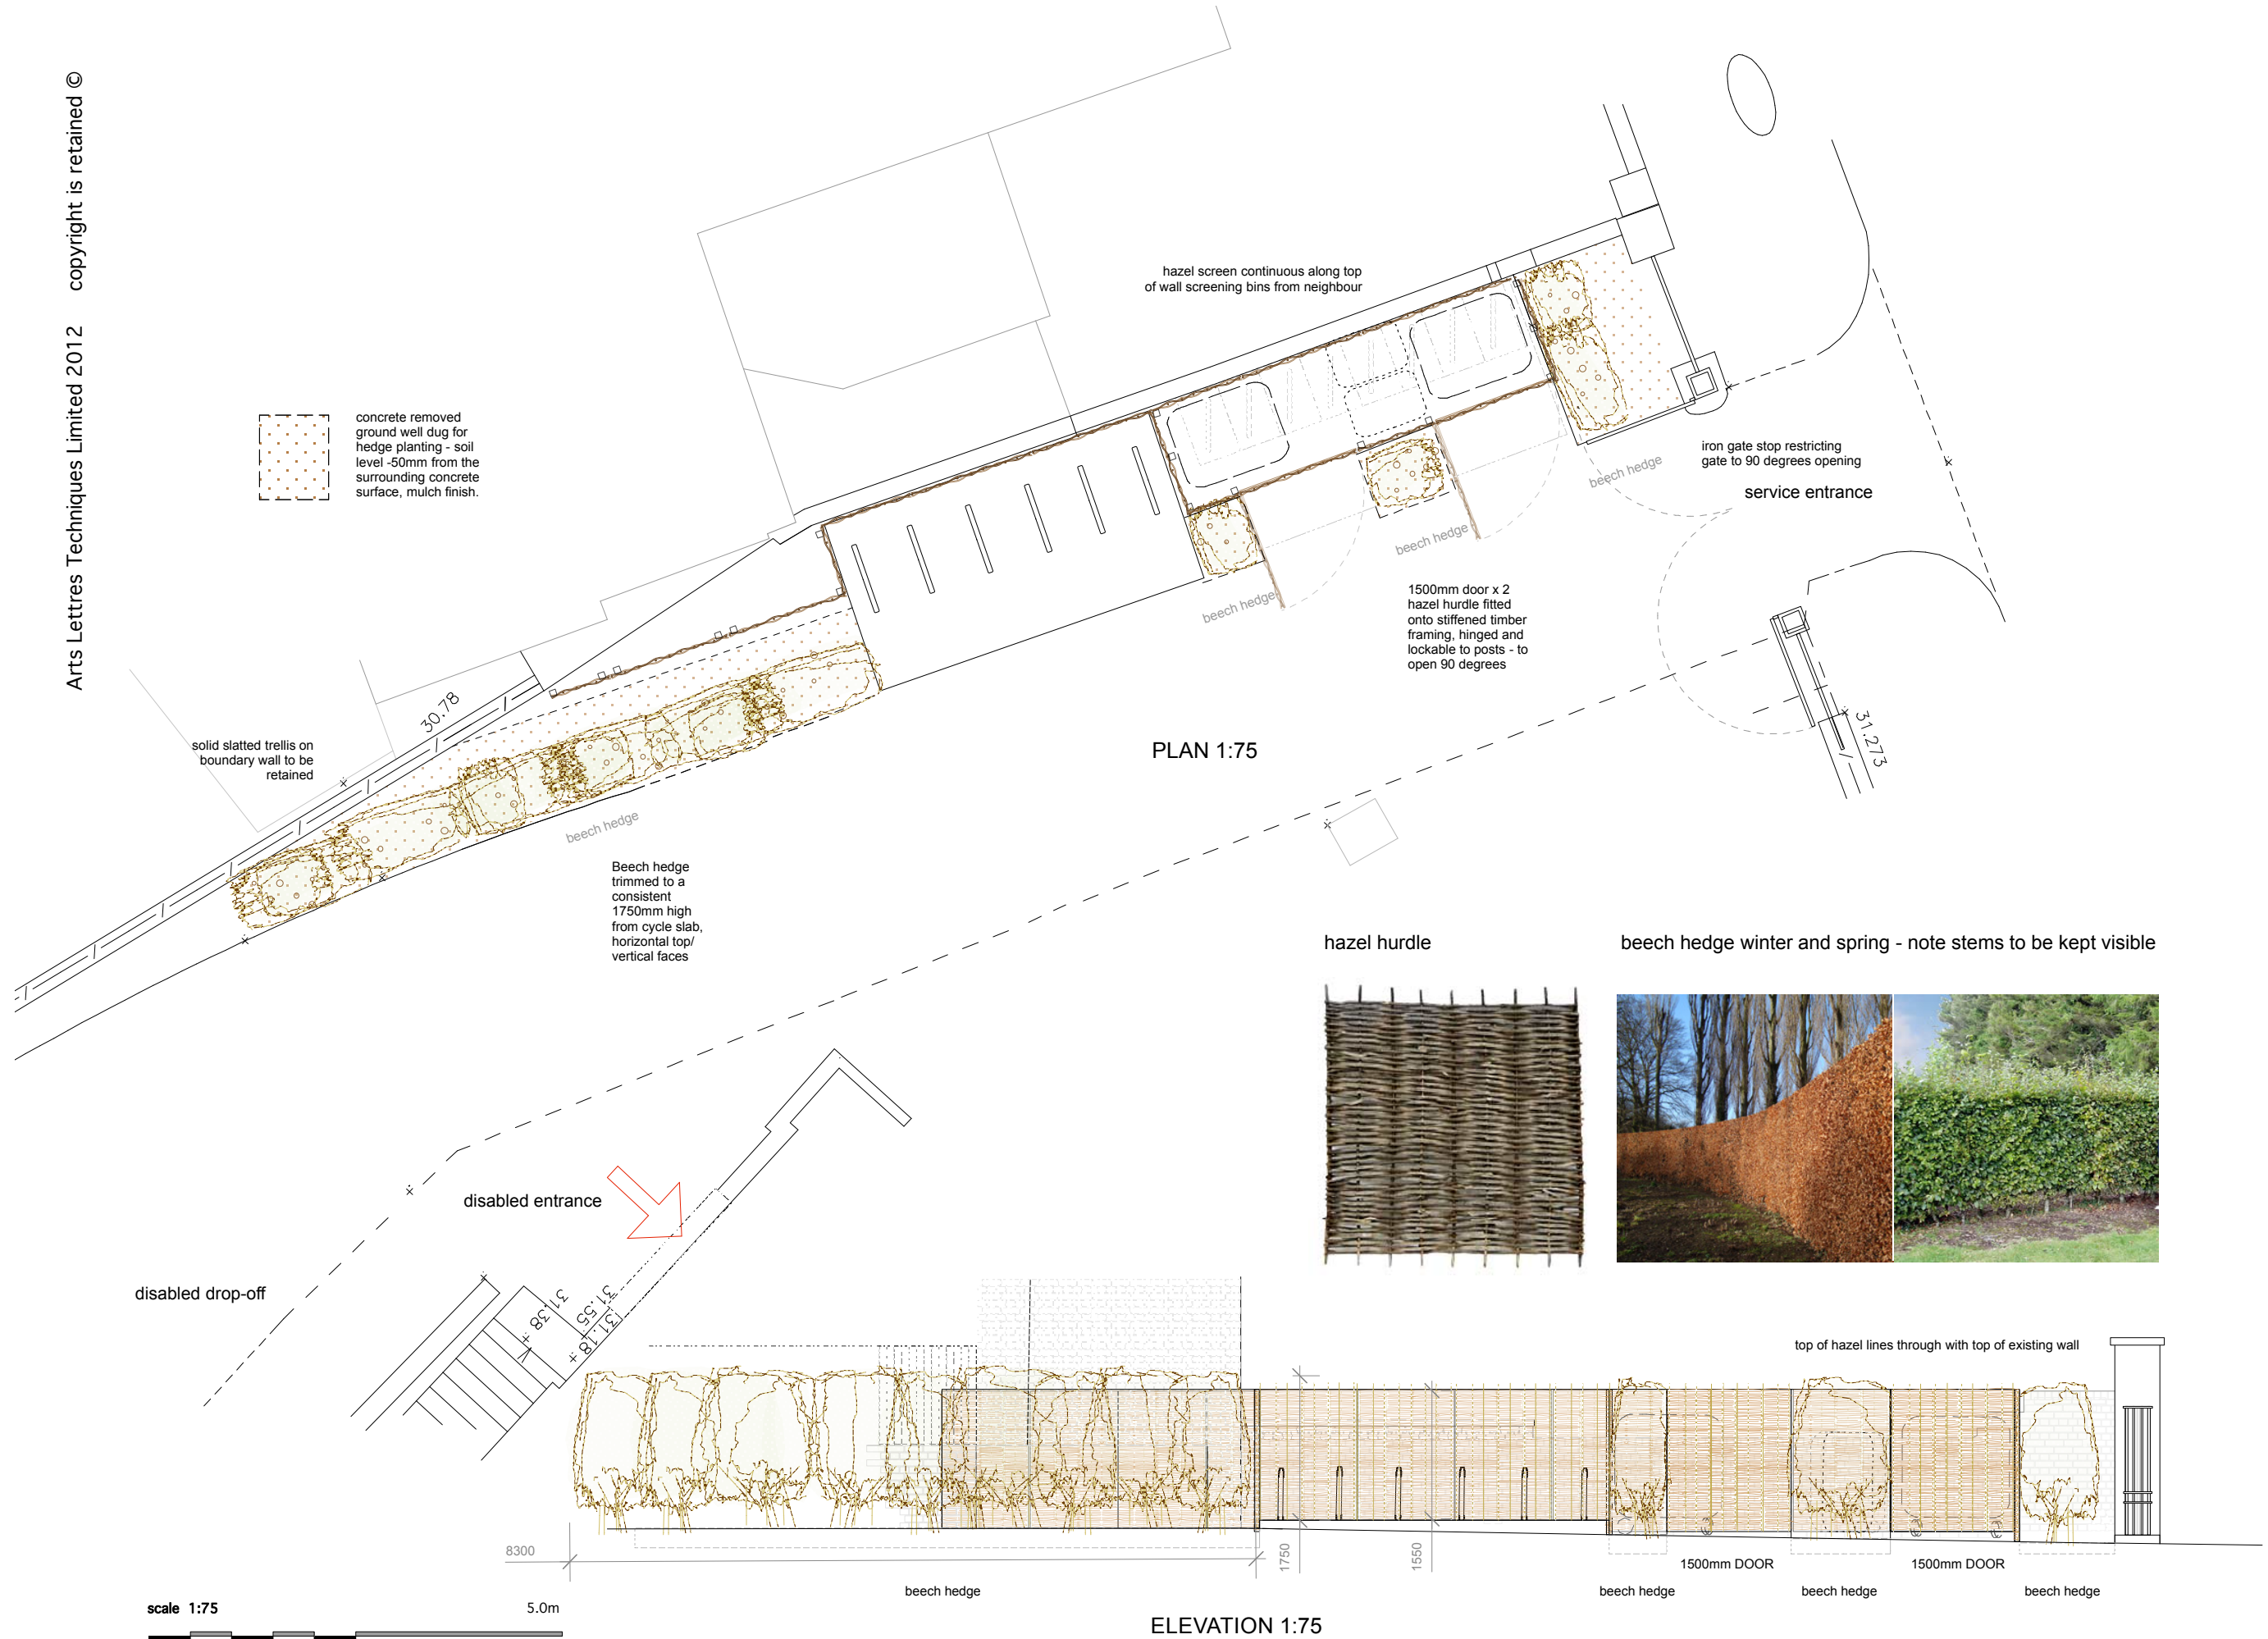 Arts Lettres Techniques Limited 2012 copyright is retained ©
concrete removed
ground well dug for
hedge planting - soil
level -50mm from the
surrounding concrete
surface, mulch finish.
hazel screen continuous along top
of wall screening bins from neighbour
iron gate stop restricting
gate to 90 degrees opening
service entrance
beech hedge
beech hedge
beech hedge
1500mm door x 2
hazel hurdle fitted
onto stiffened timber
framing, hinged and
lockable to posts - to
open 90 degrees
30.78
31.273
solid slatted trellis on
boundary wall to be
retained
PLAN 1:75
beech hedge
Beech hedge
trimmed to a
consistent
1750mm high
from cycle slab,
horizontal top/
vertical faces
hazel hurdle
beech hedge winter and spring - note stems to be kept visible
disabled entrance
disabled drop-off
31.38
31.55
31.18
top of hazel lines through with top of existing wall
8300
1750
1550
1500mm DOOR
1500mm DOOR
beech hedge
beech hedge
beech hedge
beech hedge
scale 1:75
5.0m
ELEVATION 1:75